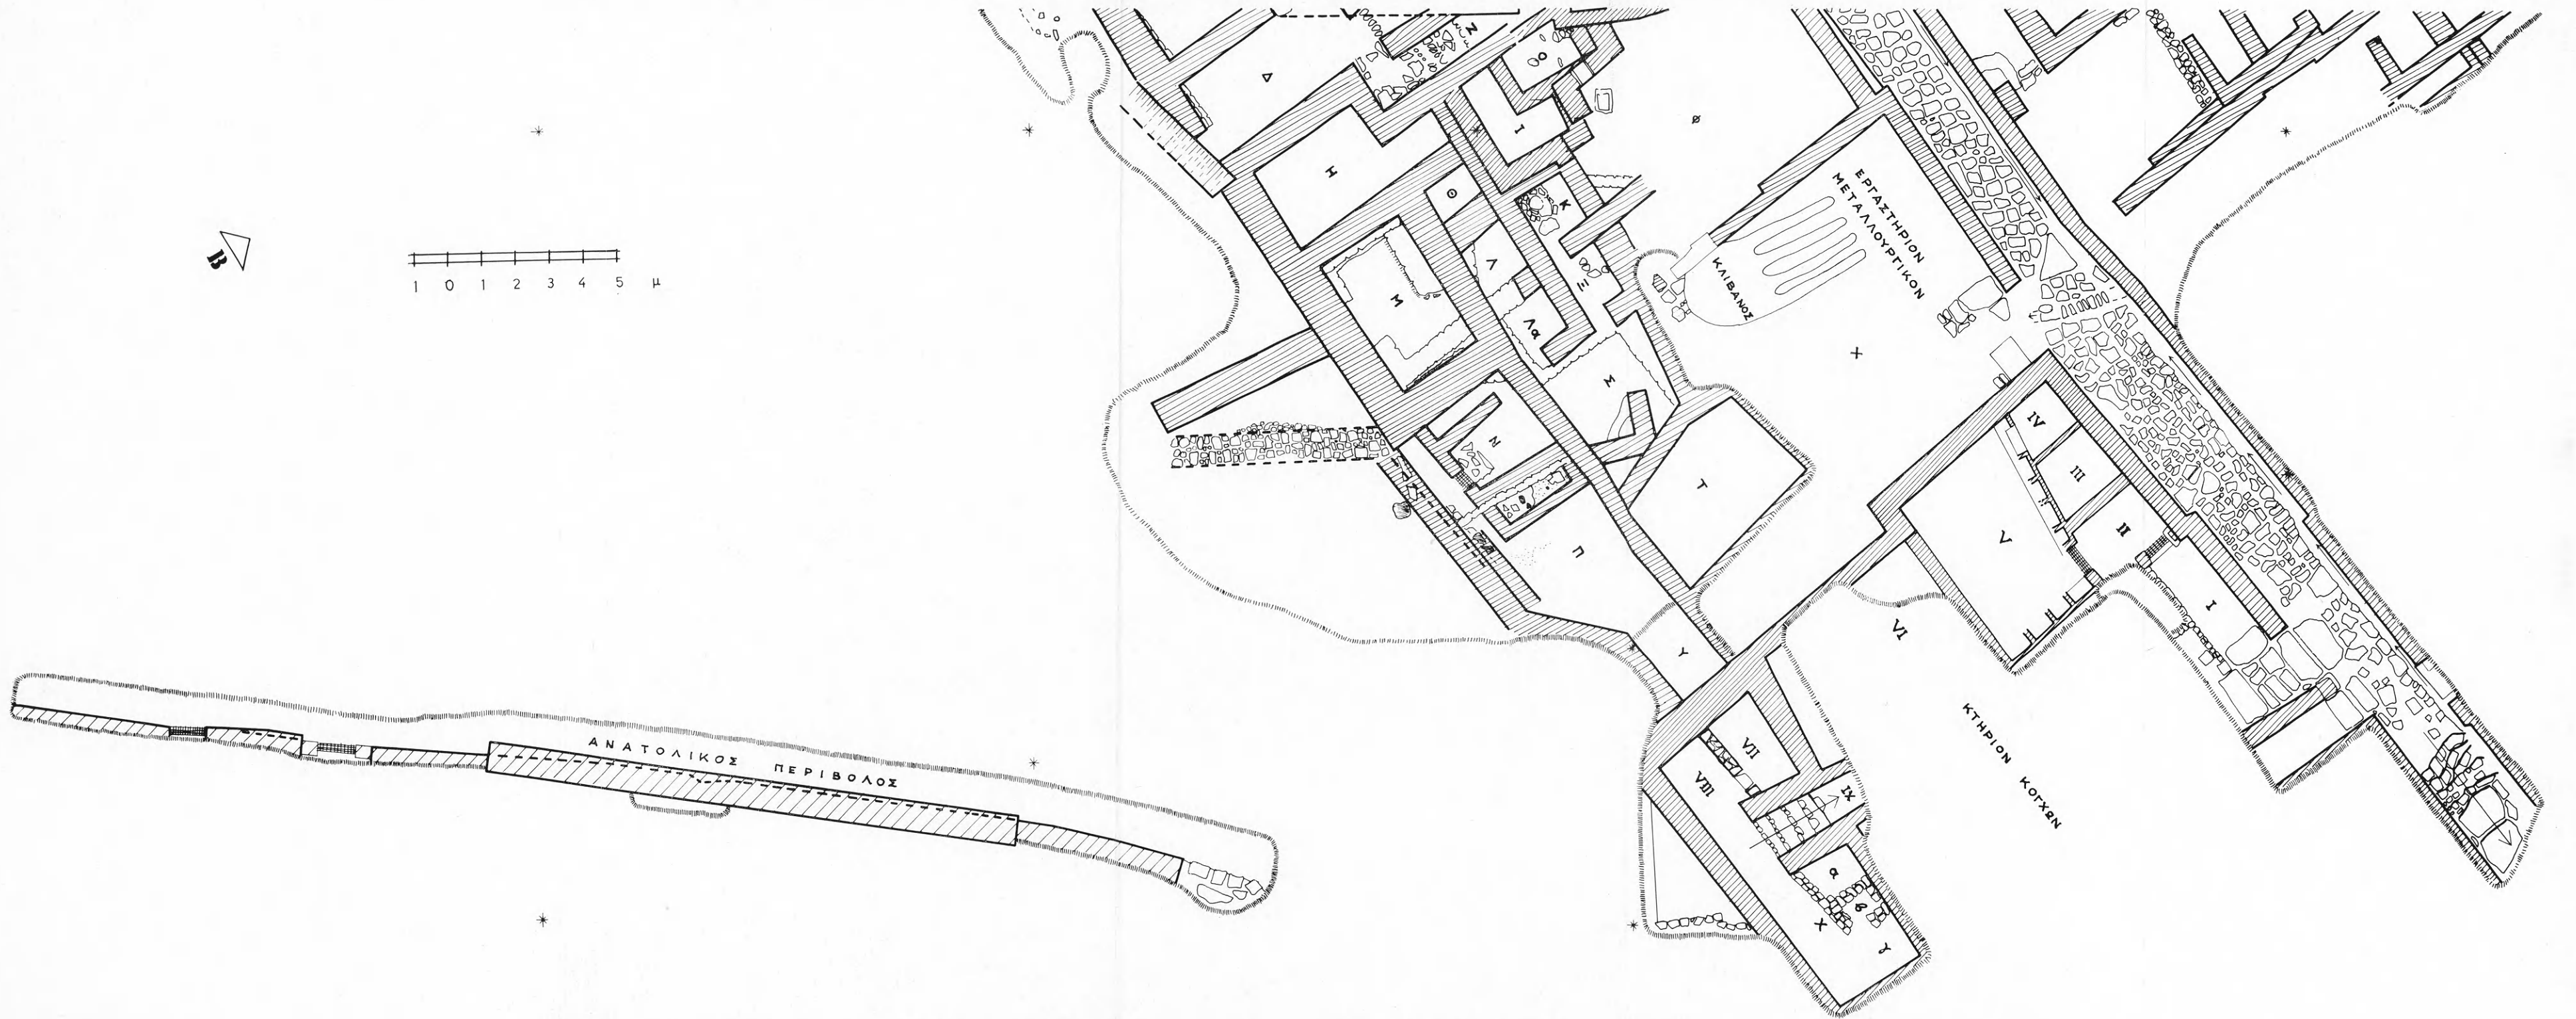 Δ
Ζ
Ο
Ι
Η
Θ
Κ
ΕΡΓΑΣΤΗΡΙΟΝ
ΜΕΤΑΛΛΟΥΡΓΙΚΟΝ
ΚΛΙΒΑΝΟΣ
Β
1 0 1 2 3 4 5 μ
Λ
Ξ
Μ
Λα
Σ
Ν
Τ
Π
Υ
IV
III
II
V
I
VI
ΚΤΗΡΙΟΝ ΚΟΓΧΩΝ
VII
VIII
IX
α
β
Χ
γ
ΑΝΑΤΟΛΙΚΟΣ ΠΕΡΙΒΟΛΟΣ